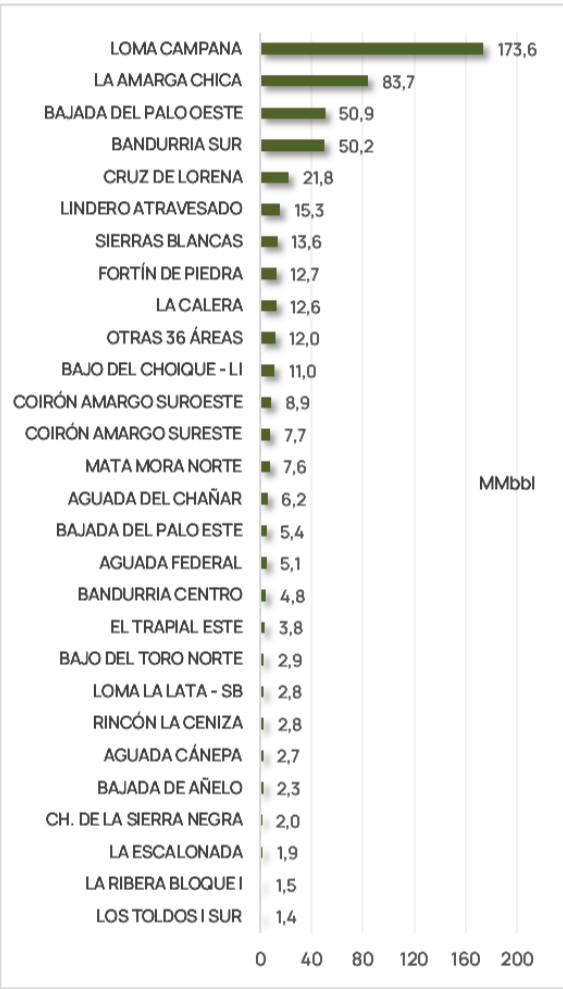 LOMA CAMPANA 173,6
LA AMARGA CHICA 83,7
BAJADA DEL PALO OESTE 50,9
BANDURRIA SUR 50,2
CRUZ DE LORENA 21,8
LINDERO ATRAVESADO 15,3
SIERRAS BLANCAS 13,6
FORTÍN DE PIEDRA 12,7
LA CALERA 12,6
OTRAS 36 ÁREAS 12,0
BAJO DEL CHOIQUE - LI 11,0
COIRÓN AMARGO SUROESTE 8,9
COIRÓN AMARGO SURESTE 7,7
MATA MORA NORTE 7,6
MMbbl
AGUADA DEL CHAÑAR 6,2
BAJADA DEL PALO ESTE 5,4
AGUADA FEDERAL 5,1
BANDURRIA CENTRO 4,8
EL TRAPIAL ESTE 3,8
BAJO DEL TORO NORTE 2,9
LOMA LA LATA - SB 2,8
RINCÓN LA CENIZA 2,8
AGUADA CÁNEPA 2,7
BAJADA DE AÑELO 2,3
CH. DE LA SIERRA NEGRA 2,0
LA ESCALONADA 1,9
LA RIBERA BLOQUE I 1,5
LOS TOLDOS I SUR 1,4
0 40 80 120 160 200